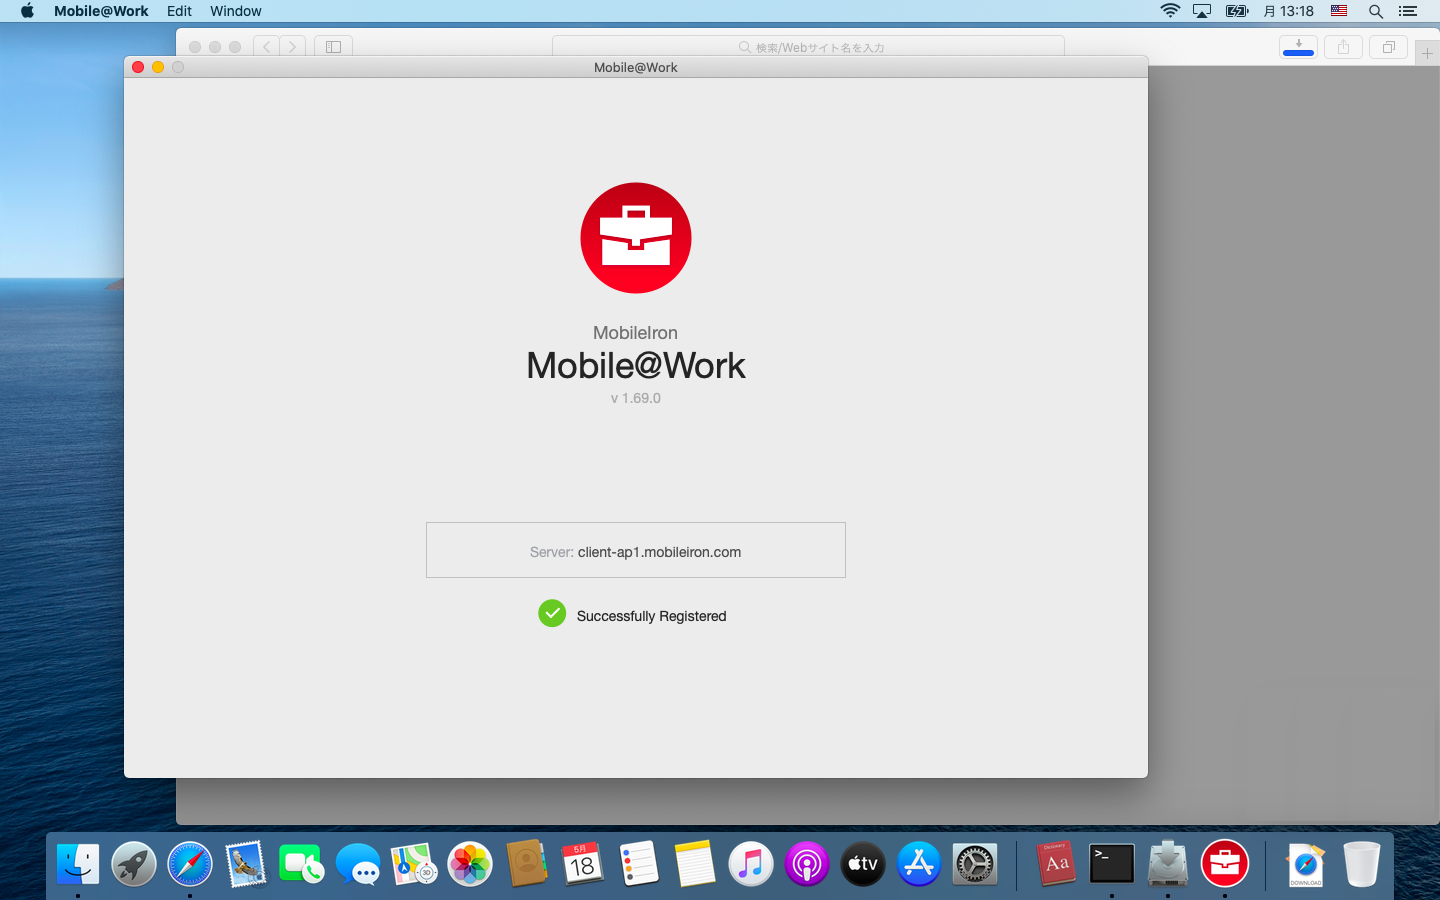 Mobile@Work Edit Window 月 13:18
検索/Webサイト名を入力
Mobile@Work
MobileIron
Mobile@Work
v 1.69.0
Server: client-ap1.mobileiron.com
Successfully Registered
3D
5月
18
tv
Dictionary
Aa
>_
DOWNLOAD